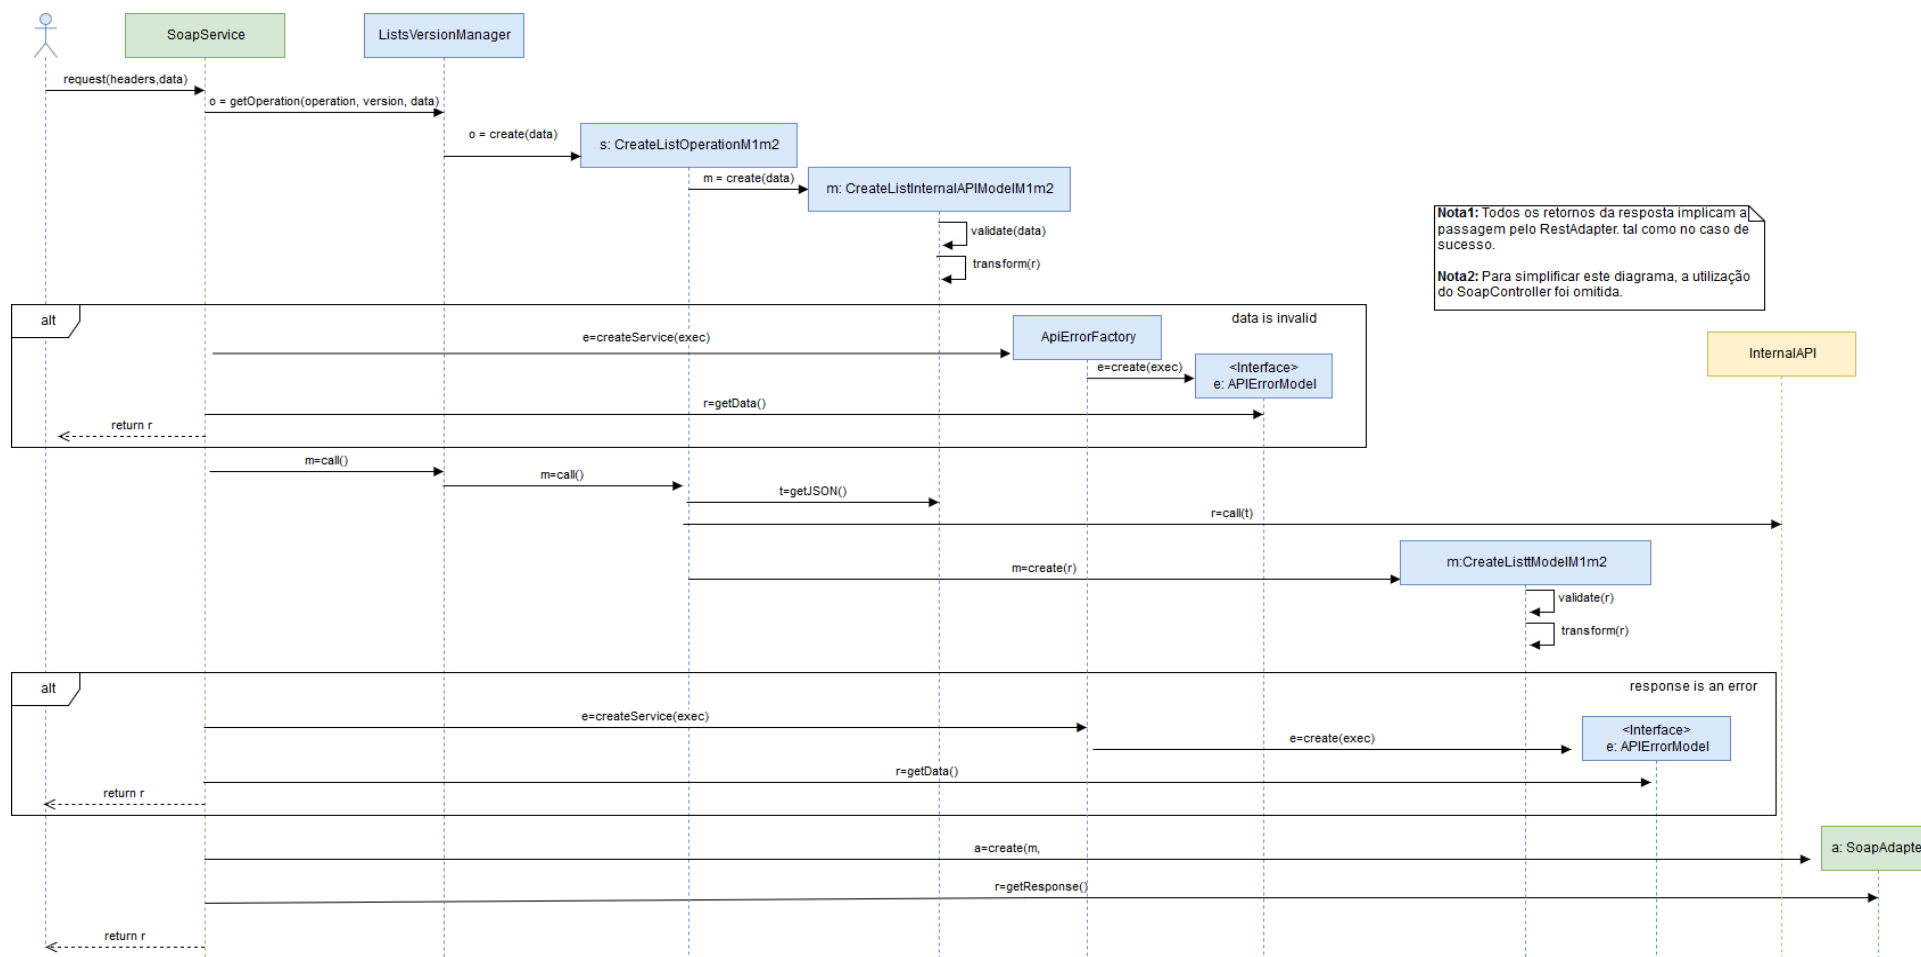 SoapService
ListsVersionManager
request(headers,data)
o = getOperation(operation, version, data)
o = create(data)
s: CreateListOperationM1m2
m = create(data)
m: CreateListInternalAPIModelM1m2
validate(data)
transform(r)
Nota1: Todos os retornos da resposta implicam a
passagem pelo RestAdapter. tal como no caso de
sucesso.
Nota2: Para simplificar este diagrama, a utilização
do SoapController foi omitida.
alt
data is invalid
e=createService(exec)
ApiErrorFactory
e=create(exec)
<Interface>
e: APIErrorModel
InternalAPI
r=getData()
return r
m=call()
m=call()
t=getJSON()
r=call(t)
m:CreateListtModelM1m2
m=create(r)
validate(r)
transform(r)
alt
response is an error
e=createService(exec)
e=create(exec)
<Interface>
e: APIErrorModel
r=getData()
return r
a=create(m,
a: SoapAdapte
r=getResponse()
return r